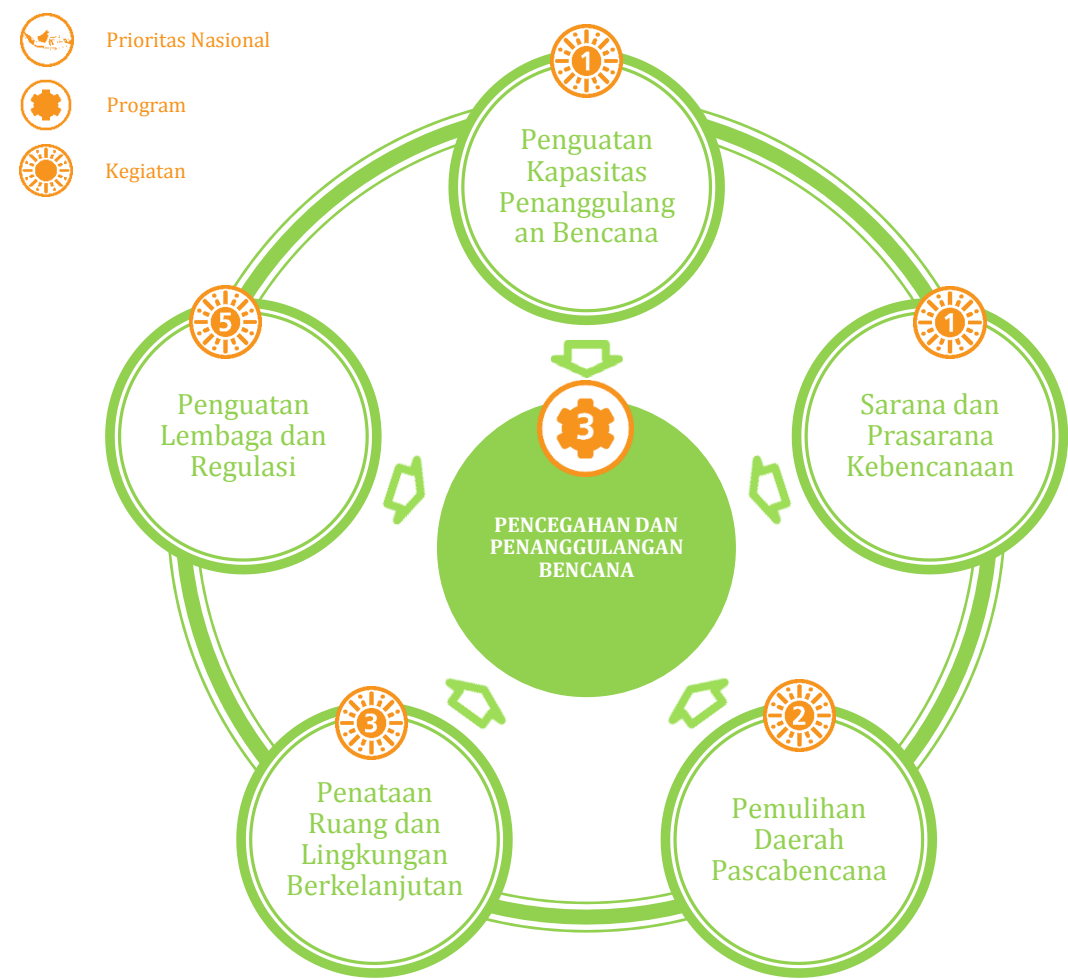 Prioritas Nasional
Program
Kegiatan
1
Penguatan
Kapasitas
Penanggulang
an Bencana
1
Sarana dan
Prasarana
Kebencanaan
2
Pemulihan
Daerah
Pascabencana
3
Penataan
Ruang dan
Lingkungan
Berkelanjutan
5
Penguatan
Lembaga dan
Regulasi
3
PENCEGAHAN DAN
PENANGGULANGAN
BENCANA